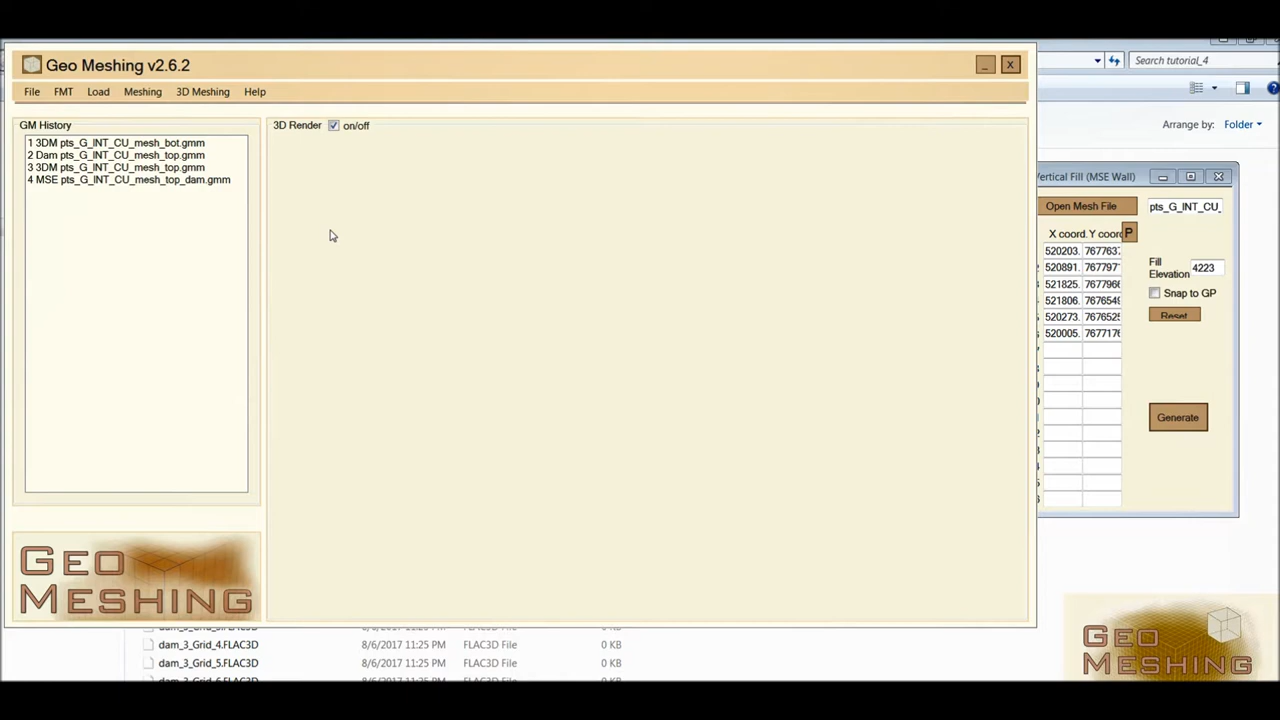 Search tutorial_4
Geo Meshing v2.6.2
_ X
File FMT Load Meshing 3D Meshing Help
Arrange by: Folder
GM History
3D Render on/off
1 3DM pts_G_INT_CU_mesh_bot.gmm
2 Dam pts_G_INT_CU_mesh_top.gmm
3 3DM pts_G_INT_CU_mesh_top.gmm
4 MSE pts_G_INT_CU_mesh_top_dam.gmm
Vertical Fill (MSE Wall)
Open Mesh File pts_G_INT_CU_
X coord. Y coord P
520203. 767763
520891. 767797
521825. 7677966
521806. 7676549
520273. 7676525
520005. 7677176
Fill
Elevation 4223
Snap to GP
Reset
Generate
GEO
MESHING
dam_3_Grid_4.FLAC3D 8/6/2017 11:25 PM FLAC3D File 0 KB
dam_3_Grid_5.FLAC3D 8/6/2017 11:25 PM FLAC3D File 0 KB
GEO
MESHING